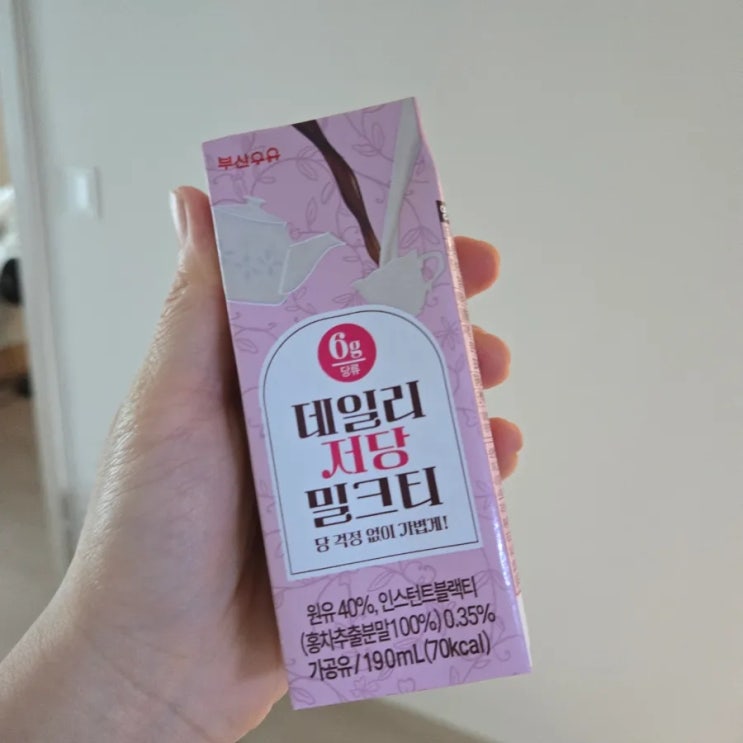 부산우유
6g
당류
데일리
저당
밀크티
당 걱정 없이 가볍게!
원유 40%, 인스턴트블랙티
(홍차추출분말100%) 0.35%
가공유/190mL(70kcal)